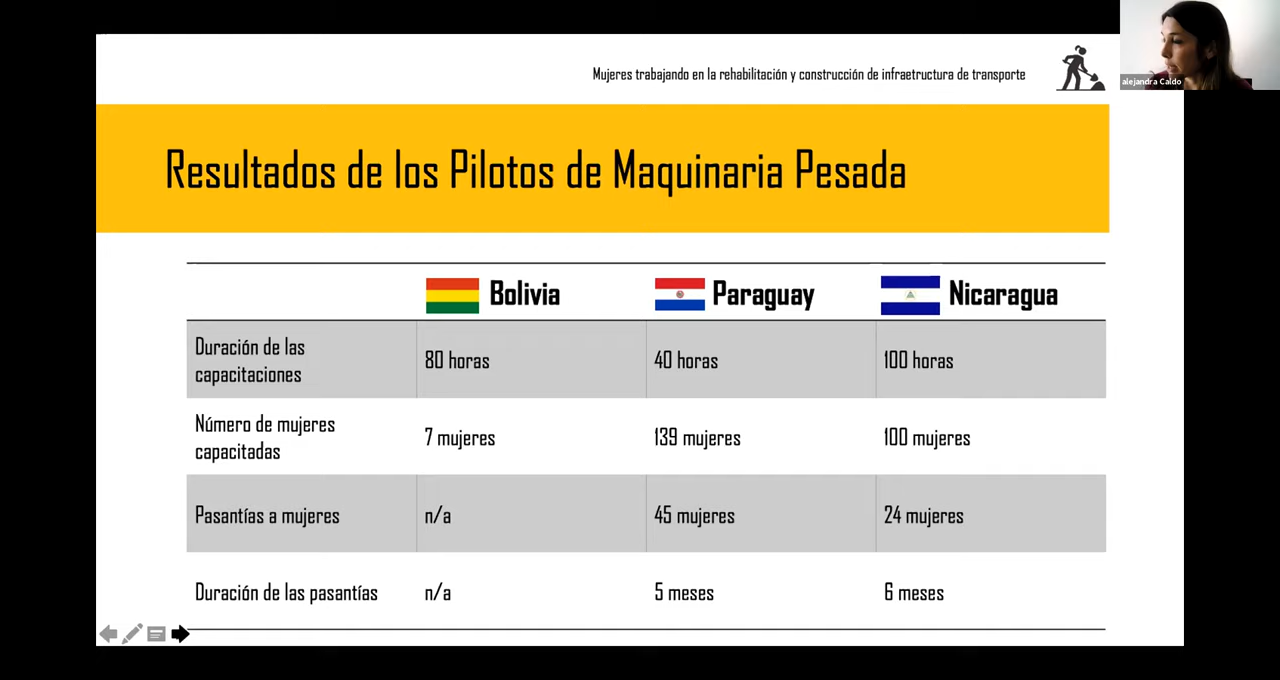 alejandra Caldo
Mujeres trabajando en la rehabilitación y construcción de infraetructura de transporte
Resultados de los Pilotos de Maquinaria Pesada
Bolivia Paraguay Nicaragua
Duración de las
capacitaciones
80 horas 40 horas 100 horas
Número de mujeres
capacitadas
7 mujeres 139 mujeres 100 mujeres
Pasantías a mujeres n/a 45 mujeres 24 mujeres
Duración de las pasantías n/a 5 meses 6 meses